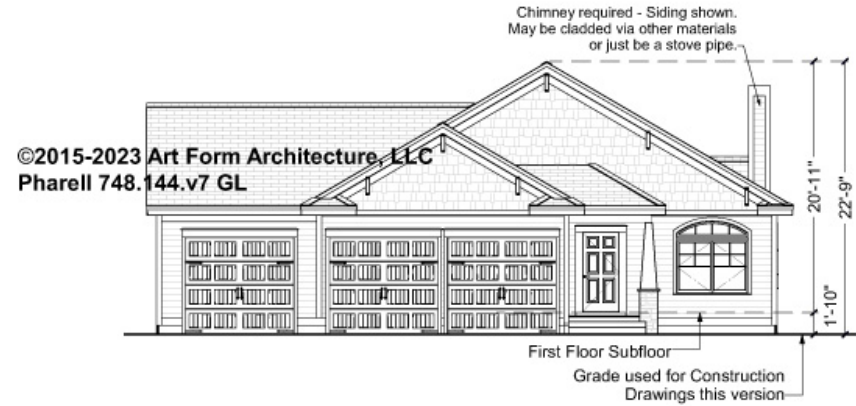 Chimney required - Siding shown.
May be cladded via other materials
or just be a stove pipe.
©2015-2023 Art Form Architecture, LLC
Pharell 748.144.v7 GL
20'-11"
22'-9"
1'-10"
First Floor Subfloor
Grade used for Construction
Drawings this version